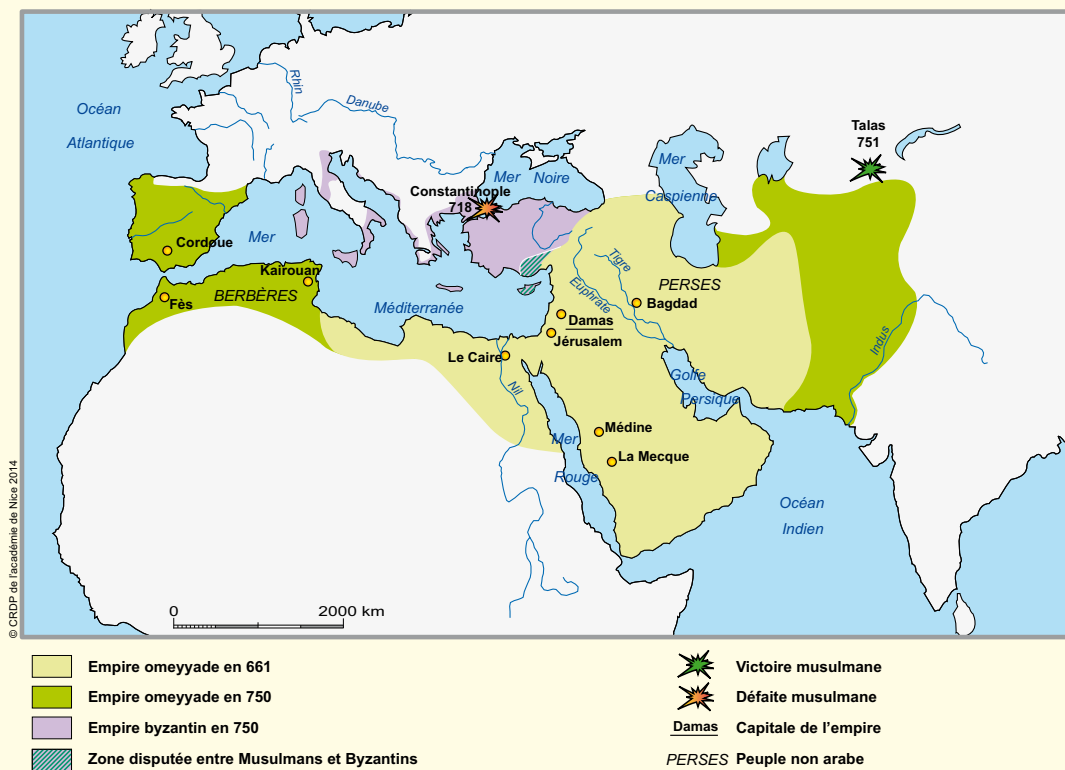 Océan
Atlantique
Rhin
Danube
Talas
751
Mer
Caspienne
Mer Noire
Constantinople
718
Cordoue
Mer
Kairouan
BERBÈRES
Fès
Méditerranée
Tigre
Euphrate
PERSES
Bagdad
Damas
Jérusalem
Le Caire
Nil
Indus
Golfe
Persique
Médine
Mer
Rouge
La Mecque
Océan
Indien
0 2000 km
© CRDP de l'académie de Nice 2014
Empire omeyyade en 661
Empire omeyyade en 750
Empire byzantin en 750
Zone disputée entre Musulmans et Byzantins
Victoire musulmane
Défaite musulmane
Damas Capitale de l'empire
PERSES Peuple non arabe